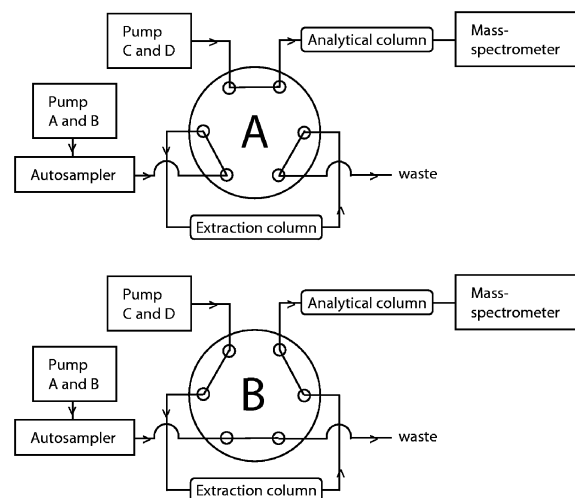 Pump
C and D
Analytical column
Mass-
spectrometer
Pump
A and B
A
Autosampler
waste
Extraction column
Pump
C and D
Analytical column
Mass-
spectrometer
Pump
A and B
B
Autosampler
waste
Extraction column